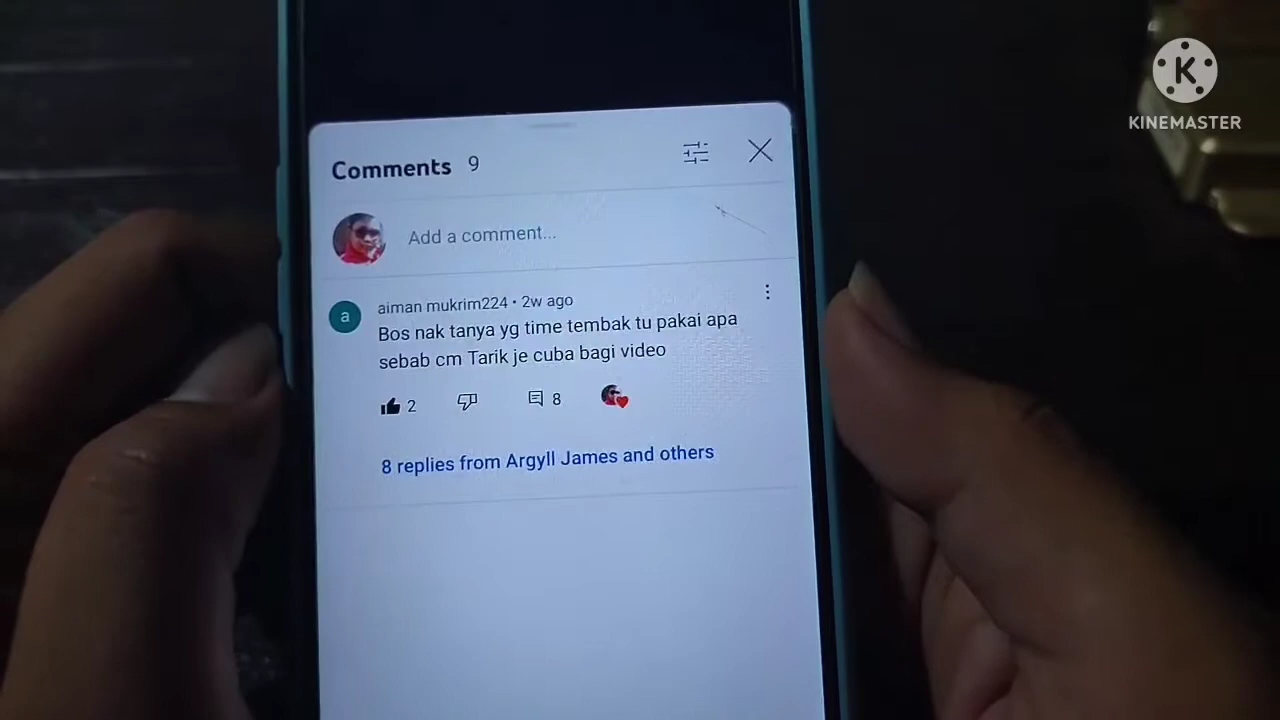 KINEMASTER
Comments 9
Add a comment...
a
aiman mukrim224 • 2w ago
Bos nak tanya yg time tembak tu pakai apa
sebab cm Tarik je cuba bagi video
2
8
8 replies from Argyll James and others